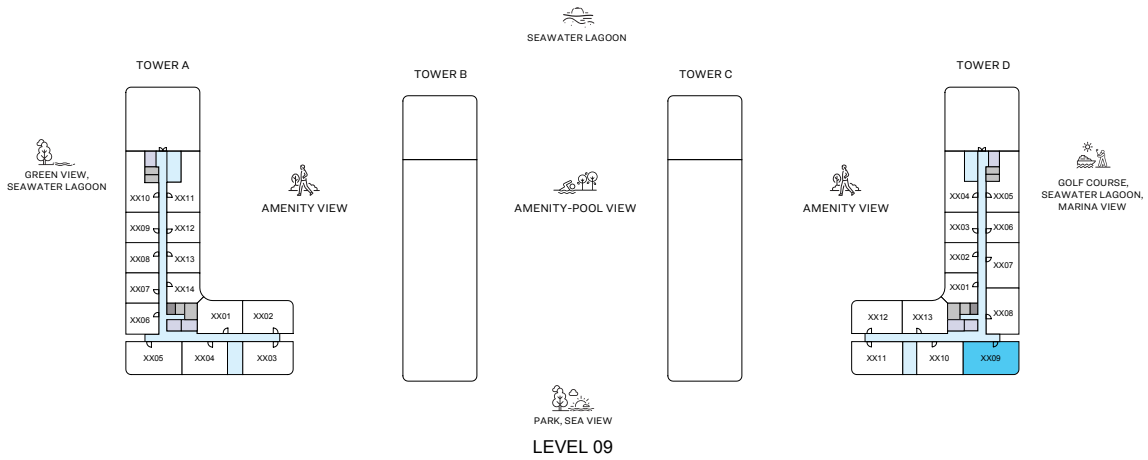 SEAWATER LAGOON
TOWER A
TOWER B
TOWER C
TOWER D
GREEN VIEW,
SEAWATER LAGOON
AMENITY VIEW
AMENITY-POOL VIEW
AMENITY VIEW
GOLF COURSE,
SEAWATER LAGOON,
MARINA VIEW
XX10
XX11
XX09
XX12
XX08
XX13
XX07
XX14
XX06
XX01
XX02
XX05
XX04
XX03
XX04
XX05
XX03
XX06
XX02
XX07
XX01
XX08
XX12
XX13
XX11
XX10
XX09
PARK, SEA VIEW
LEVEL 09